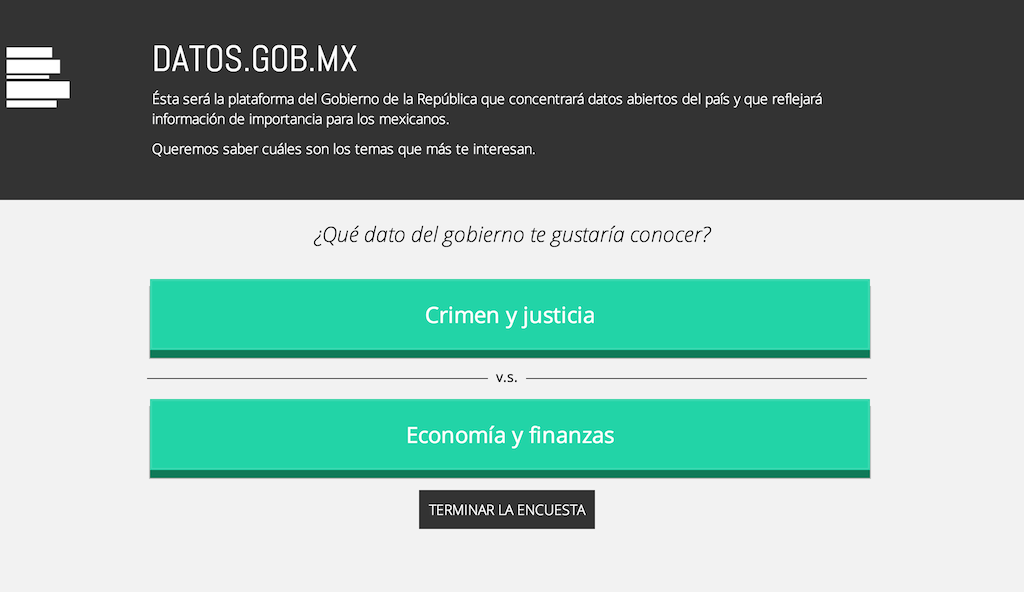 DATOS.GOB.MX
Ésta será la plataforma del Gobierno de la República que concentrará datos abiertos del país y que reflejará
información de importancia para los mexicanos.
Queremos saber cuáles son los temas que más te interesan.
¿Qué dato del gobierno te gustaría conocer?
Crimen y justicia
v.s.
Economía y finanzas
TERMINAR LA ENCUESTA